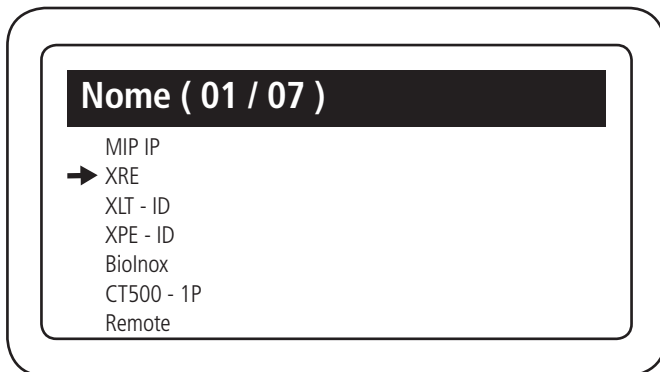 Nome ( 01 / 07 )
MIP IP
XRE
XLT - ID
XPE - ID
BioInox
CT500 - 1P
Remote